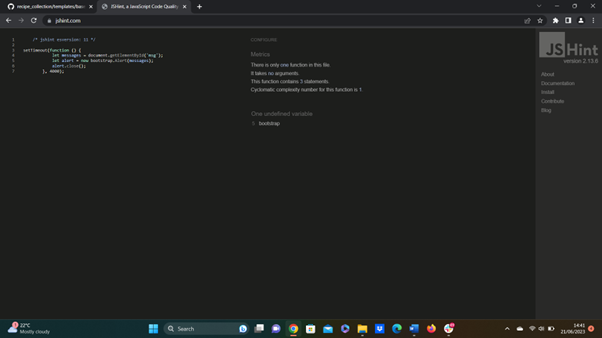 recipe_collection/templates/base
JSHint, a JavaScript Code Quality
jshint.com
CONFIGURE
1 /* jshint esversion: 11 */
2
3 setTimeout(function () {
4 let messages = document.getElementById("msg");
5 let alert = new bootstrap.Alert(messages);
6 alert.close();
7 }, 4000);
Metrics
There is only one function in this file.
It takes no arguments.
This function contains 3 statements.
Cyclomatic complexity number for this function is 1.
One undefined variable
5 bootstrap
JSHint
version 2.13.6
About
Documentation
Install
Contribute
Blog
22°C
Mostly cloudy
Search
14:41
21/06/2023